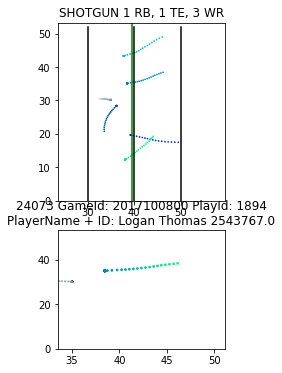 SHOTGUN 1 RB, 1 TE, 3 WR
50
40
30
20
10
0
30 40 50
24073 GameId: 2017100800 PlayId: 1894
PlayerName + ID: Logan Thomas 2543767.0
40
20
0
35 40 45 50